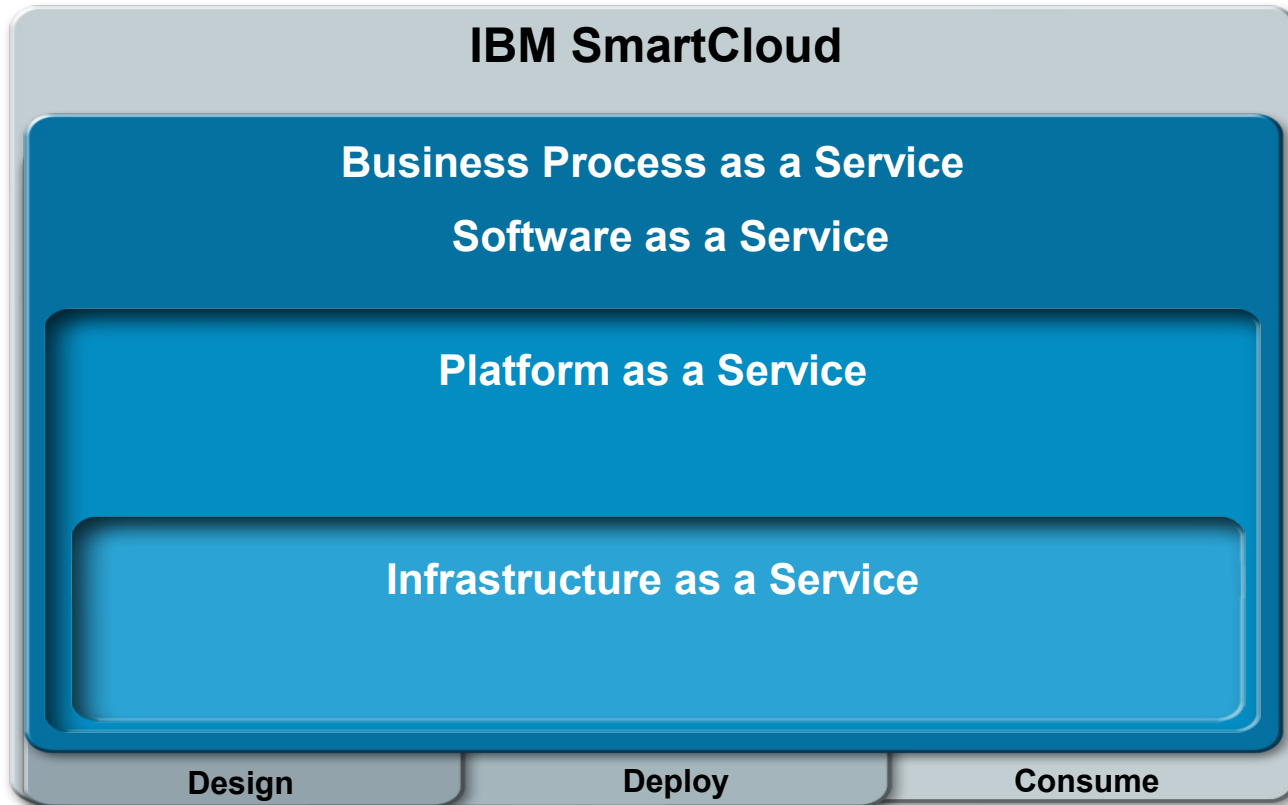 IBM SmartCloud
Business Process as a Service
Software as a Service
Platform as a Service
Infrastructure as a Service
Design
Deploy
Consume